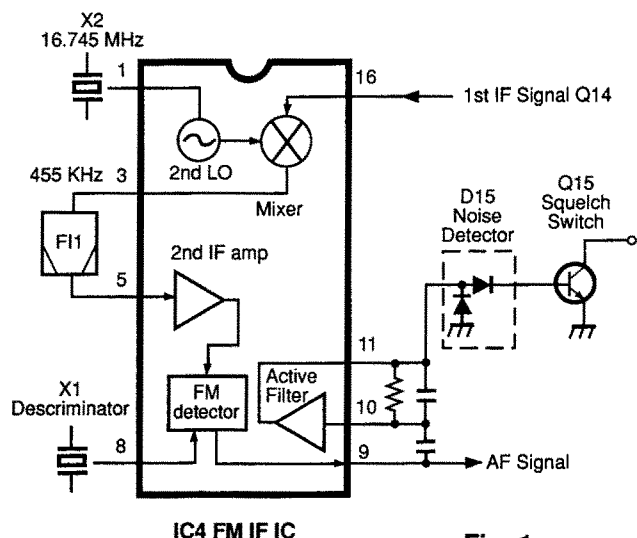 X2
16.745 MHz
1
16
1st IF Signal Q14
2nd LO
455 KHz
3
Mixer
D15
Noise
Detector
Q15
Squelch
Switch
FI1
2nd IF amp
5
11
X1
Descriminator
FM
detector
Active
Filter
10
8
9
AF Signal
IC4 FM IF IC